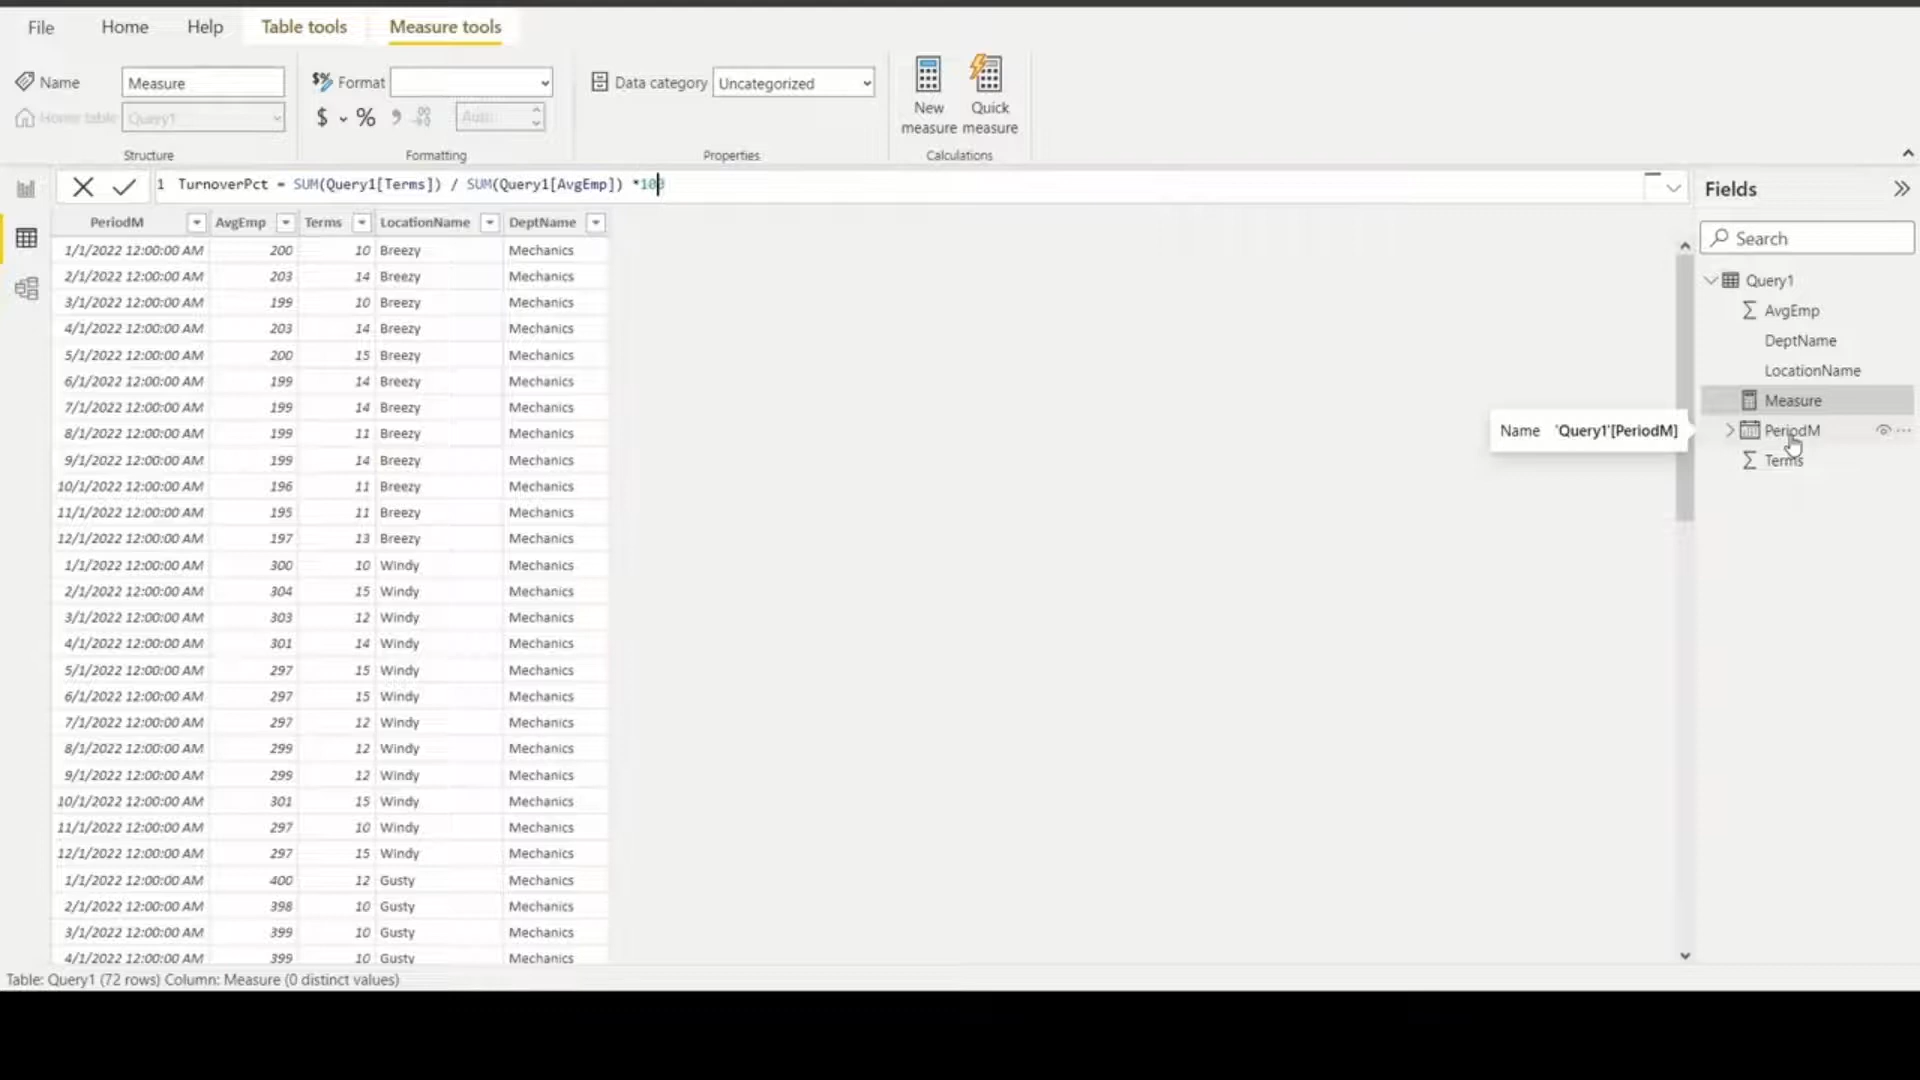 File Home Help Table tools Measure tools
Name Measure Format Data category Uncategorized New measure Quick measure
Home table Query1 $ % Auto
Structure Formatting Properties Calculations
1 TurnoverPct = SUM(Query1[Terms]) / SUM(Query1[AvgEmp]) *100
PeriodM AvgEmp Terms LocationName DeptName
1/1/2022 12:00:00 AM 200 10 Breezy Mechanics
2/1/2022 12:00:00 AM 203 14 Breezy Mechanics
3/1/2022 12:00:00 AM 199 10 Breezy Mechanics
4/1/2022 12:00:00 AM 203 14 Breezy Mechanics
5/1/2022 12:00:00 AM 200 15 Breezy Mechanics
6/1/2022 12:00:00 AM 199 14 Breezy Mechanics
7/1/2022 12:00:00 AM 199 14 Breezy Mechanics
8/1/2022 12:00:00 AM 199 11 Breezy Mechanics
9/1/2022 12:00:00 AM 199 14 Breezy Mechanics
10/1/2022 12:00:00 AM 196 11 Breezy Mechanics
11/1/2022 12:00:00 AM 195 11 Breezy Mechanics
12/1/2022 12:00:00 AM 197 13 Breezy Mechanics
1/1/2022 12:00:00 AM 300 10 Windy Mechanics
2/1/2022 12:00:00 AM 304 15 Windy Mechanics
3/1/2022 12:00:00 AM 303 12 Windy Mechanics
4/1/2022 12:00:00 AM 301 14 Windy Mechanics
5/1/2022 12:00:00 AM 297 15 Windy Mechanics
6/1/2022 12:00:00 AM 297 15 Windy Mechanics
7/1/2022 12:00:00 AM 297 12 Windy Mechanics
8/1/2022 12:00:00 AM 299 12 Windy Mechanics
9/1/2022 12:00:00 AM 299 12 Windy Mechanics
10/1/2022 12:00:00 AM 301 15 Windy Mechanics
11/1/2022 12:00:00 AM 297 10 Windy Mechanics
12/1/2022 12:00:00 AM 297 15 Windy Mechanics
1/1/2022 12:00:00 AM 400 12 Gusty Mechanics
2/1/2022 12:00:00 AM 398 10 Gusty Mechanics
3/1/2022 12:00:00 AM 399 10 Gusty Mechanics
4/1/2022 12:00:00 AM 399 10 Gusty Mechanics
Table: Query1 (72 rows) Column: Measure (0 distinct values)
Fields
Search
Query1
AvgEmp
DeptName
LocationName
Measure
Name 'Query1'[PeriodM]
PeriodM
Terms